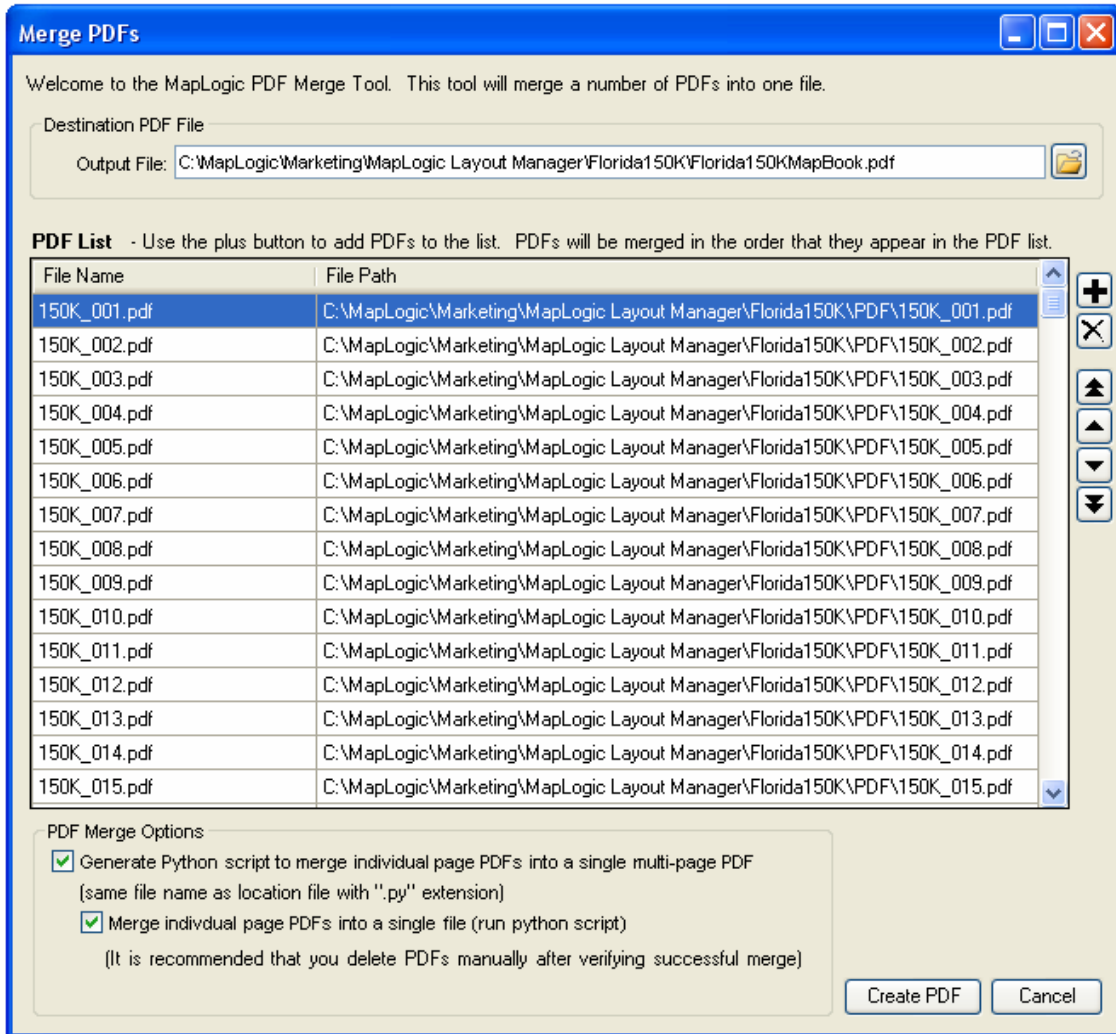 Merge PDFs
Welcome to the MapLogic PDF Merge Tool.  This tool will merge a number of PDFs into one file.
Destination PDF File
Output File: C:\MapLogic\Marketing\MapLogic Layout Manager\Florida150K\Florida150KMapBook.pdf
PDF List - Use the plus button to add PDFs to the list.  PDFs will be merged in the order that they appear in the PDF list.
File Name File Path
150K_001.pdf C:\MapLogic\Marketing\MapLogic Layout Manager\Florida150K\PDF\150K_001.pdf
150K_002.pdf C:\MapLogic\Marketing\MapLogic Layout Manager\Florida150K\PDF\150K_002.pdf
150K_003.pdf C:\MapLogic\Marketing\MapLogic Layout Manager\Florida150K\PDF\150K_003.pdf
150K_004.pdf C:\MapLogic\Marketing\MapLogic Layout Manager\Florida150K\PDF\150K_004.pdf
150K_005.pdf C:\MapLogic\Marketing\MapLogic Layout Manager\Florida150K\PDF\150K_005.pdf
150K_006.pdf C:\MapLogic\Marketing\MapLogic Layout Manager\Florida150K\PDF\150K_006.pdf
150K_007.pdf C:\MapLogic\Marketing\MapLogic Layout Manager\Florida150K\PDF\150K_007.pdf
150K_008.pdf C:\MapLogic\Marketing\MapLogic Layout Manager\Florida150K\PDF\150K_008.pdf
150K_009.pdf C:\MapLogic\Marketing\MapLogic Layout Manager\Florida150K\PDF\150K_009.pdf
150K_010.pdf C:\MapLogic\Marketing\MapLogic Layout Manager\Florida150K\PDF\150K_010.pdf
150K_011.pdf C:\MapLogic\Marketing\MapLogic Layout Manager\Florida150K\PDF\150K_011.pdf
150K_012.pdf C:\MapLogic\Marketing\MapLogic Layout Manager\Florida150K\PDF\150K_012.pdf
150K_013.pdf C:\MapLogic\Marketing\MapLogic Layout Manager\Florida150K\PDF\150K_013.pdf
150K_014.pdf C:\MapLogic\Marketing\MapLogic Layout Manager\Florida150K\PDF\150K_014.pdf
150K_015.pdf C:\MapLogic\Marketing\MapLogic Layout Manager\Florida150K\PDF\150K_015.pdf
PDF Merge Options
Generate Python script to merge individual page PDFs into a single multi-page PDF
(same file name as location file with ".py" extension)
Merge indivdual page PDFs into a single file (run python script)
(It is recommended that you delete PDFs manually after verifying successful merge)
Create PDF Cancel